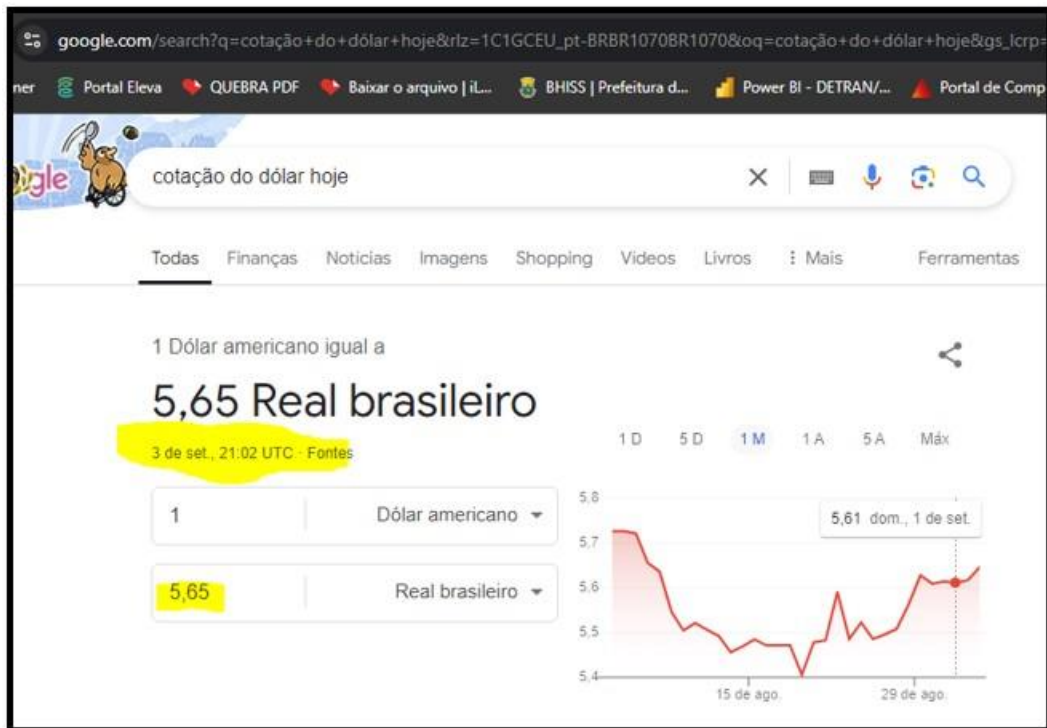 google.com/search?q=cotação+do+dólar+hoje&rlz=1C1GCEU_pt-BRBR1070BR1070&oq=cotação+do+dólar+hoje&gs_lcrp=
ner Portal Eleva QUEBRA PDF Baixar o arquivo | iL... BHISS | Prefeitura d... Power BI - DETRAN/... Portal de Comp
gle cotação do dólar hoje
Todas Finanças Noticias Imagens Shopping Videos Livros Mais Ferramentas
1 Dólar americano igual a
5,65 Real brasileiro
3 de set., 21:02 UTC · Fontes
1 D 5 D 1 M 1 A 5 A Máx
1 Dólar americano
5,65 Real brasileiro
5,8
5,61 dom., 1 de set.
5,7
5,6
5,5
5,4
15 de ago. 29 de ago.